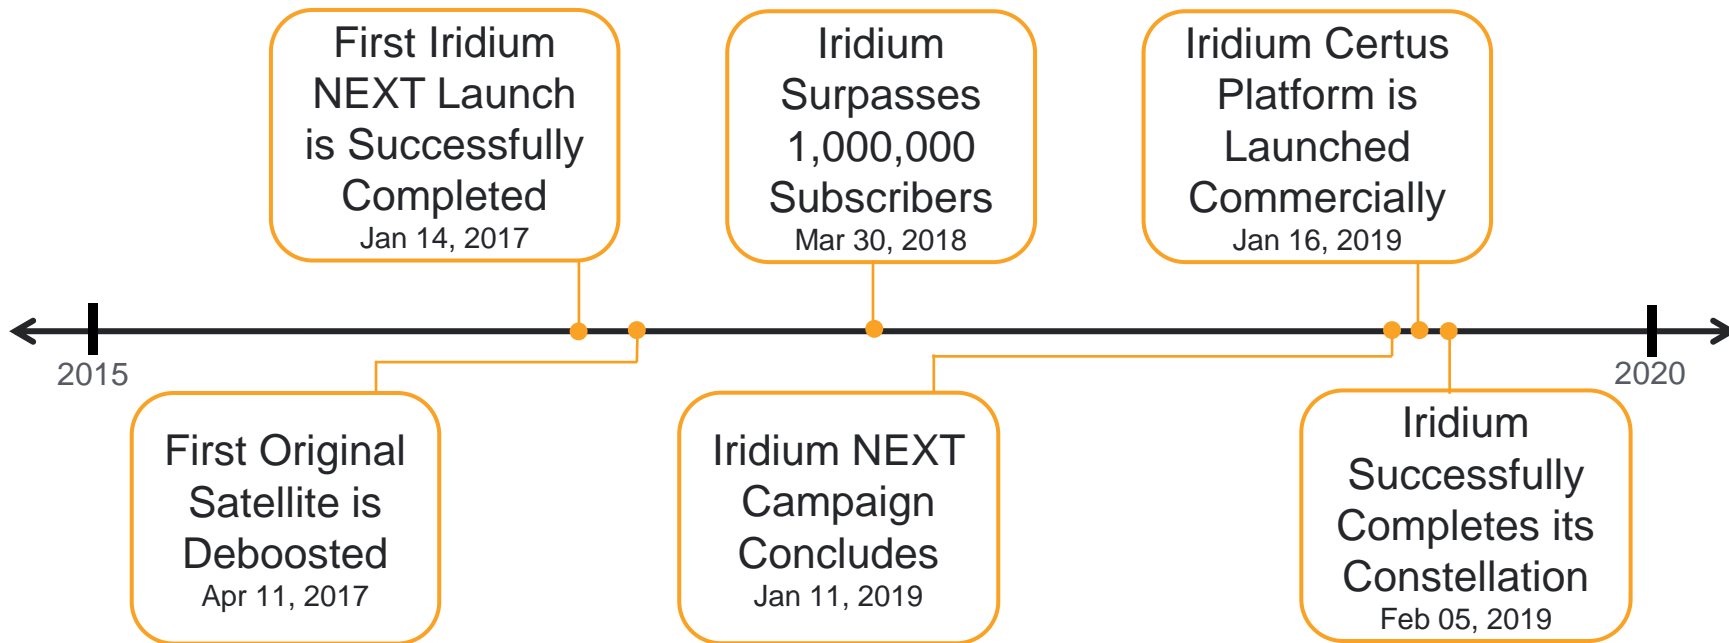 First Iridium
NEXT Launch
is Successfully
Completed
Jan 14, 2017
Iridium
Surpasses
1,000,000
Subscribers
Mar 30, 2018
Iridium Certus
Platform is
Launched
Commercially
Jan 16, 2019
2015
2020
First Original
Satellite is
Deboosted
Apr 11, 2017
Iridium NEXT
Campaign
Concludes
Jan 11, 2019
Iridium
Successfully
Completes its
Constellation
Feb 05, 2019